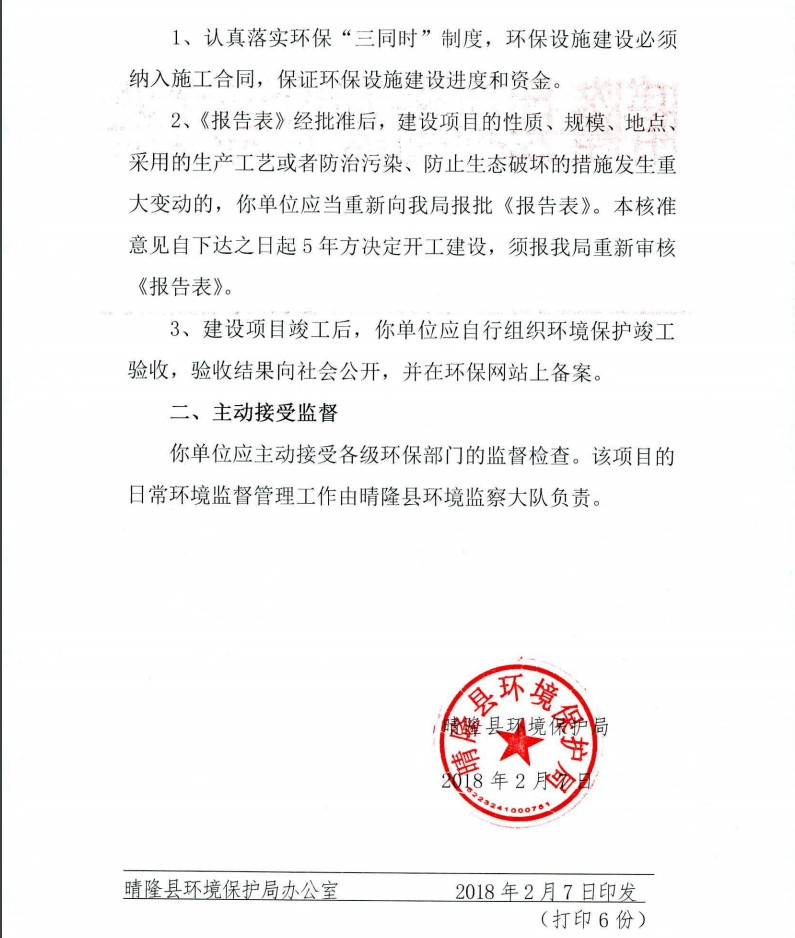 1、认真落实环保“三同时”制度，环保设施建设必须
纳入施工合同，保证环保设施建设进度和资金。
2、《报告表》经批准后，建设项目的性质、规模、地点、
采用的生产工艺或者防治污染、防止生态破坏的措施发生重
大变动的，你单位应当重新向我局报批《报告表》。本核准
意见自下达之日起5年方决定开工建设，须报我局重新审核
《报告表》。
3、建设项目竣工后，你单位应自行组织环境保护竣工
验收，验收结果向社会公开，并在环保网站上备案。
二、主动接受监督
你单位应主动接受各级环保部门的监督检查。该项目的
日常环境监督管理工作由晴隆县环境监察大队负责。
晴隆县环境保护局
晴隆县环境保护局
2018年2月7日
5223241000751
晴隆县环境保护局办公室 2018年2月7日印发
（打印6份）